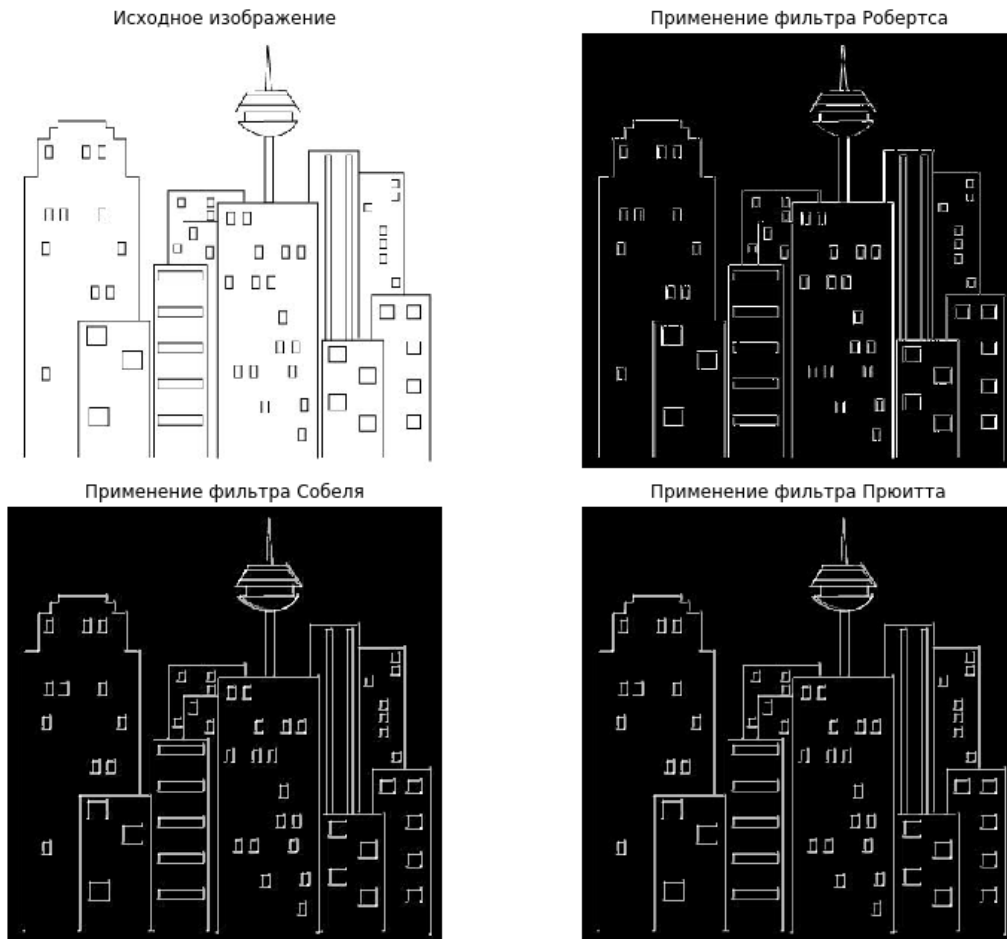 Исходное изображение
Применение фильтра Робертса
Применение фильтра Собеля
Применение фильтра Прюитта